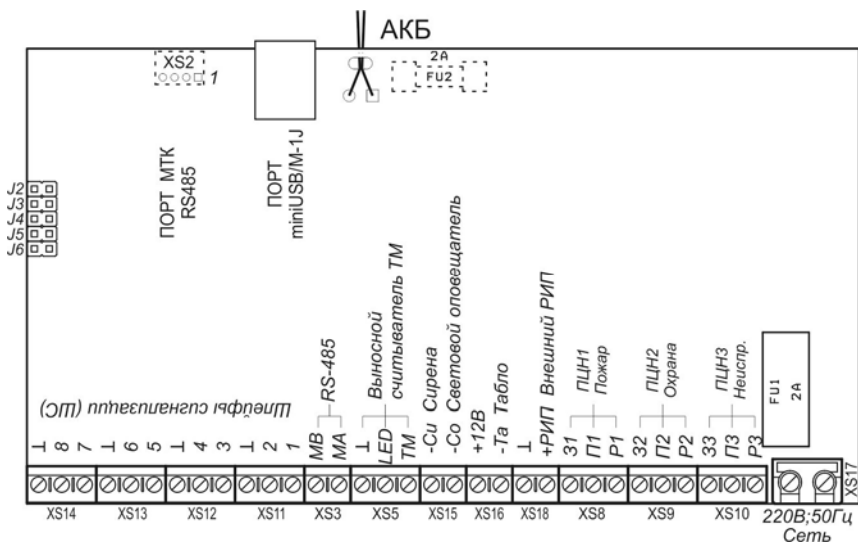 АКБ
XS2
1
2А
FU2
J2
J3
J4
J5
J6
ПОРТ МТК
RS485
ПОРТ
miniUSB/M-1J
Шлейфы сигнализации (ШС)
RS-485
Выносной
считыватель ТМ
-Си Сирена
-Со Световой оповещатель
+12В
-Та Табло
⊥
+РИП Внешний РИП
ПЦН1
Пожар
ПЦН2
Охрана
ПЦН3
Неиспр.
FU1
2А
⊥ 8 7 ⊥ 6 5 ⊥ 4 3 ⊥ 2 1 МВ МА ⊥ LED ТМ
З1 П1 Р1 З2 П2 Р2 З3 П3 Р3
XS14 XS13 XS12 XS11 XS3 XS5 XS15 XS16 XS18 XS8 XS9 XS10
XS17
220В;50Гц
Сеть